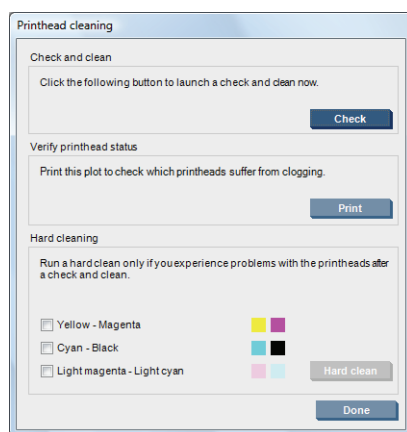 Printhead cleaning
Check and clean
Click the following button to launch a check and clean now.
Check
Verify printhead status
Print this plot to check which printheads suffer from clogging.
Print
Hard cleaning
Run a hard clean only if you experience problems with the printheads after
a check and clean.
Yellow - Magenta
Cyan - Black
Light magenta - Light cyan
Hard clean
Done